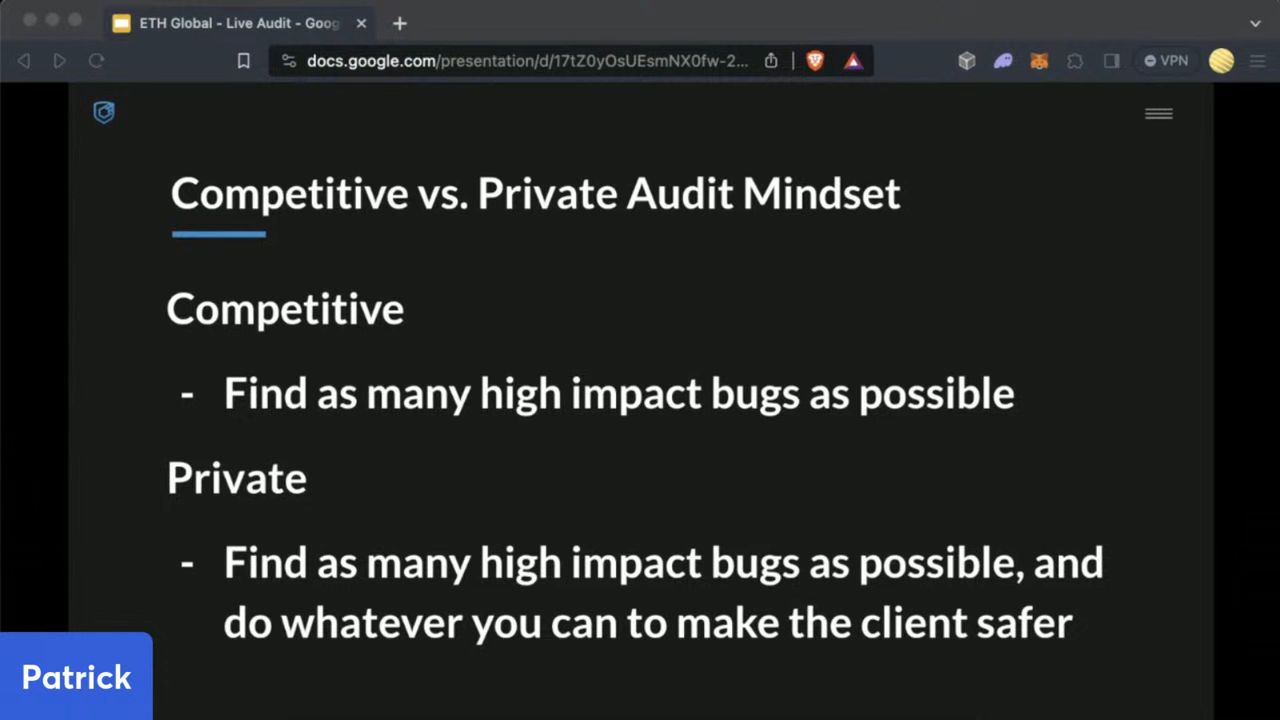 ETH Global - Live Audit - Goog
docs.google.com/presentation/d/17tZ0yOsUEsmNX0fw-2...
VPN
Competitive vs. Private Audit Mindset
Competitive
- Find as many high impact bugs as possible
Private
- Find as many high impact bugs as possible, and
do whatever you can to make the client safer
Patrick